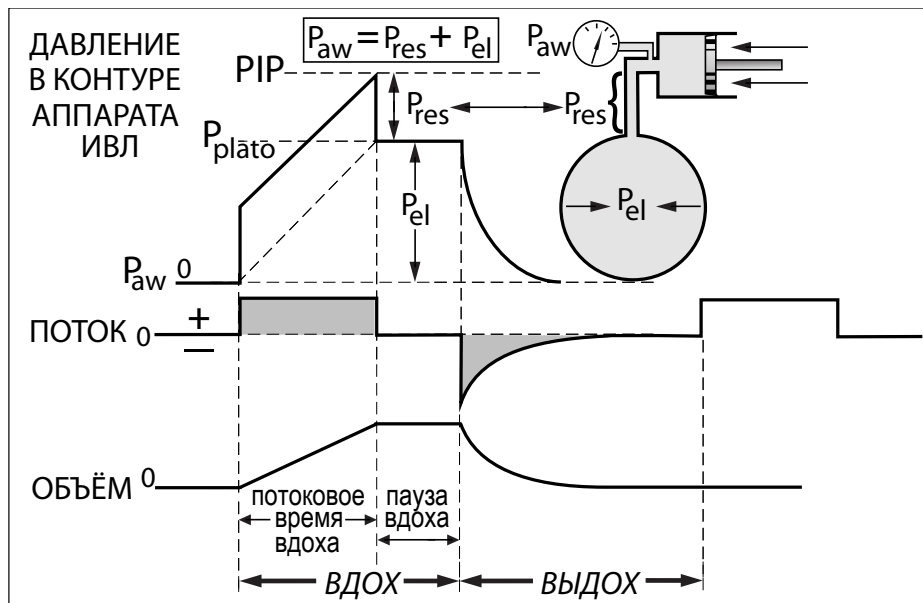 ДАВЛЕНИЕ
В КОНТУРЕ
АППАРАТА
ИВЛ
Paw = Pres + Pel
PIP
Pplato
Pres
Pel
Paw 0
Paw
Pres
Pel
ПОТОК 0
+
–
ОБЪЁМ 0
потоковое
время
вдоха
пауза
вдоха
ВДОХ
ВЫДОХ